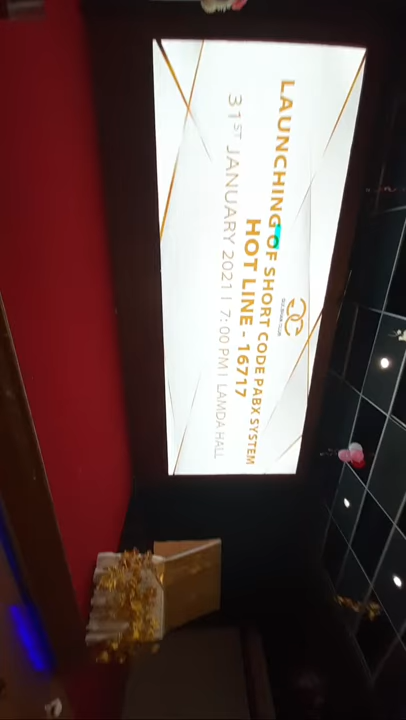 LAUNCHING OF SHORT CODE PABX SYSTEM
HOT LINE - 16717
31ST JANUARY 2021 | 7: 00 PM | LAMDA HALL